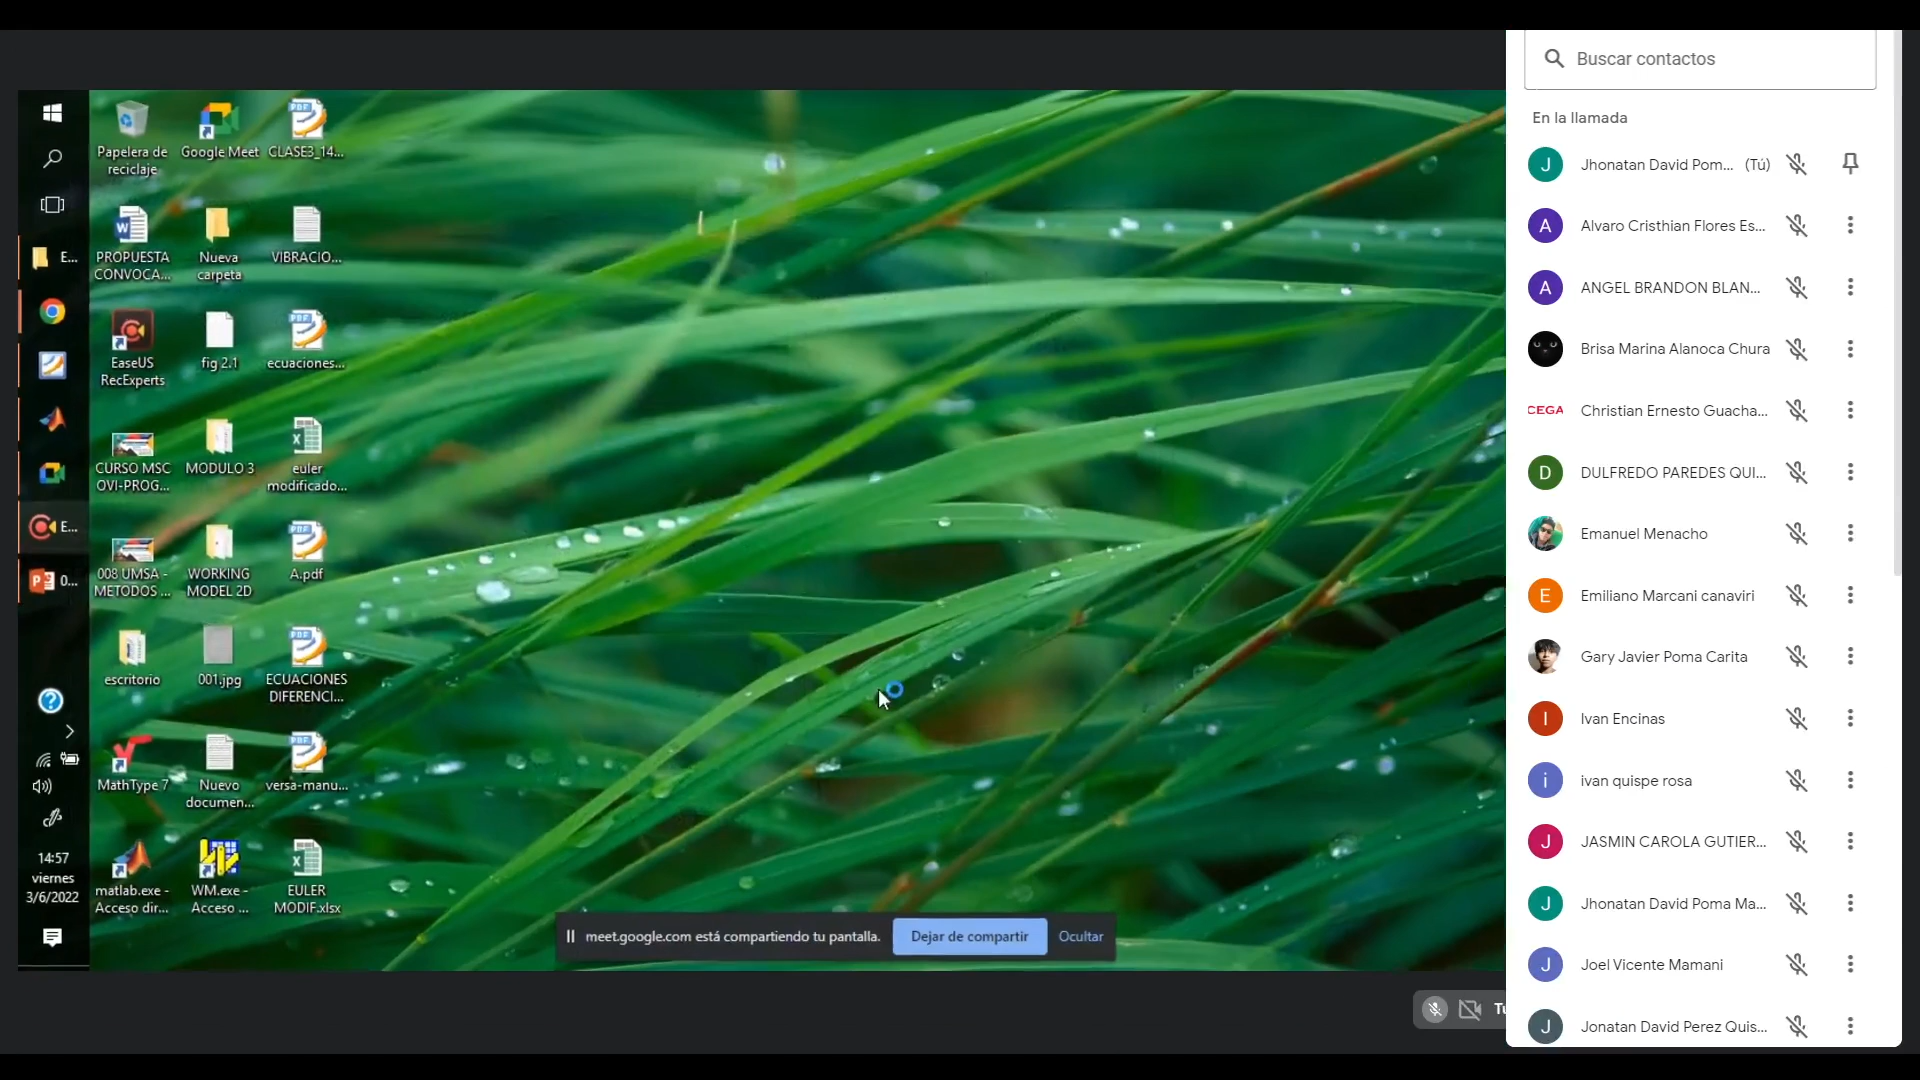 Papelera de
reciclaje
Google Meet
CLASE3_14...
PROPUESTA
CONVOCA...
Nueva
carpeta
VIBRACIO...
E...
EaseUS
RecExperts
fig 2.1
ecuaciones...
CURSO MSC
OVI-PROG...
MODULO 3
euler
modificado...
E...
008 UMSA -
METODOS ...
WORKING
MODEL 2D
A.pdf
0...
escritorio
001.jpg
ECUACIONES
DIFERENCI...
MathType 7
Nuevo
documen...
versa-manu...
14:57
viernes
3/6/2022
matlab.exe -
Acceso dir...
WM.exe -
Acceso ...
EULER
MODIF.xlsx
meet.google.com está compartiendo tu pantalla.
Dejar de compartir
Ocultar
Buscar contactos
En la llamada
J Jhonatan David Pom... (Tú)
A Alvaro Cristhian Flores Es...
A ANGEL BRANDON BLAN...
Brisa Marina Alanoca Chura
CEGA Christian Ernesto Guacha...
D DULFREDO PAREDES QUI...
Emanuel Menacho
E Emiliano Marcani canaviri
Gary Javier Poma Carita
I Ivan Encinas
i ivan quispe rosa
J JASMIN CAROLA GUTIER...
J Jhonatan David Poma Ma...
J Joel Vicente Mamani
J Jonatan David Perez Quis...